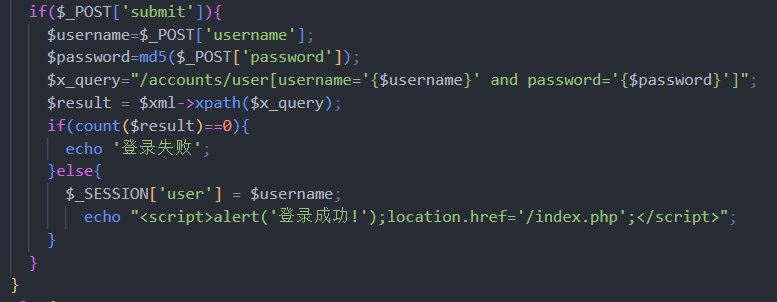 if($_POST['submit']){
$username=$_POST['username'];
$password=md5($_POST['password']);
$x_query="/accounts/user[username='{$username}' and password='{$password}']";
$result = $xml->xpath($x_query);
if(count($result)==0){
echo '登录失败';
}else{
$_SESSION['user'] = $username;
echo "<script>alert('登录成功!');location.href='/index.php';</script>";
}
}
}